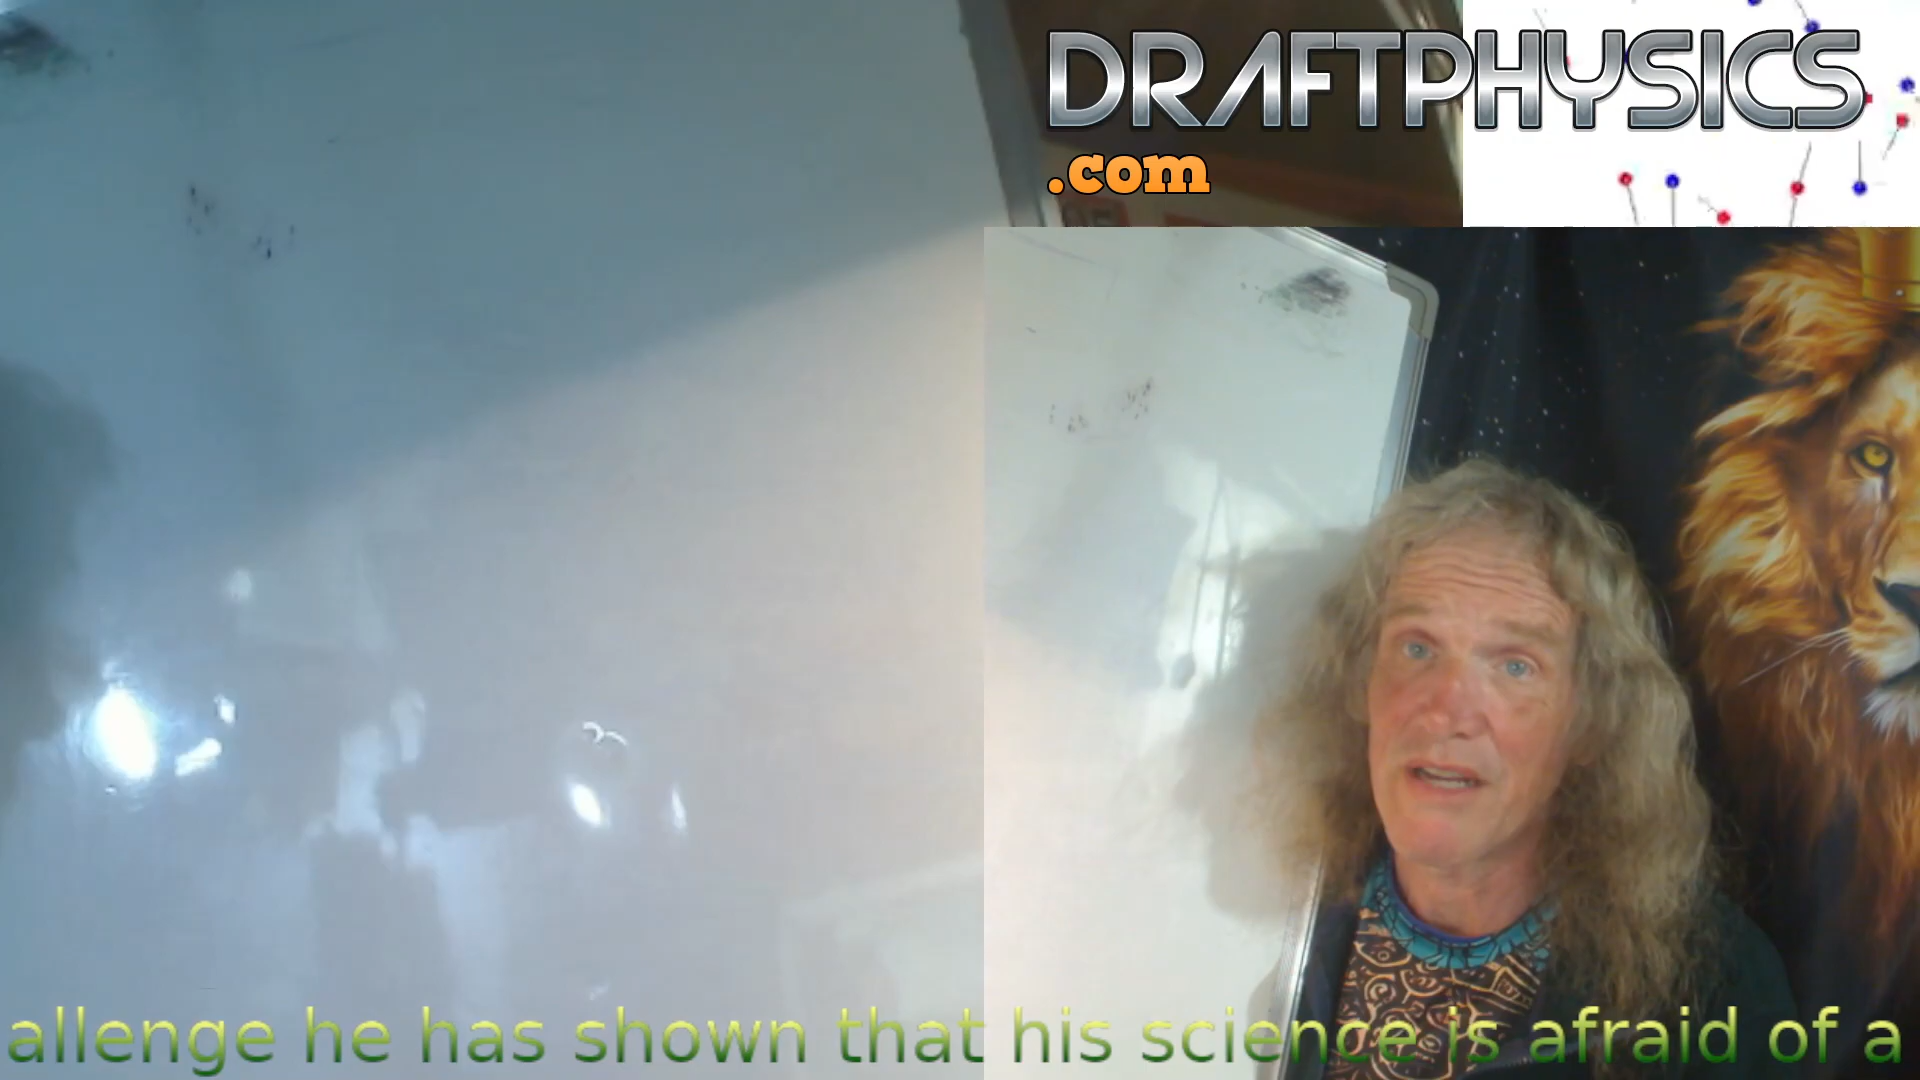 DRAFTPHYSICS
.com
allenge he has shown that his science is afraid of a